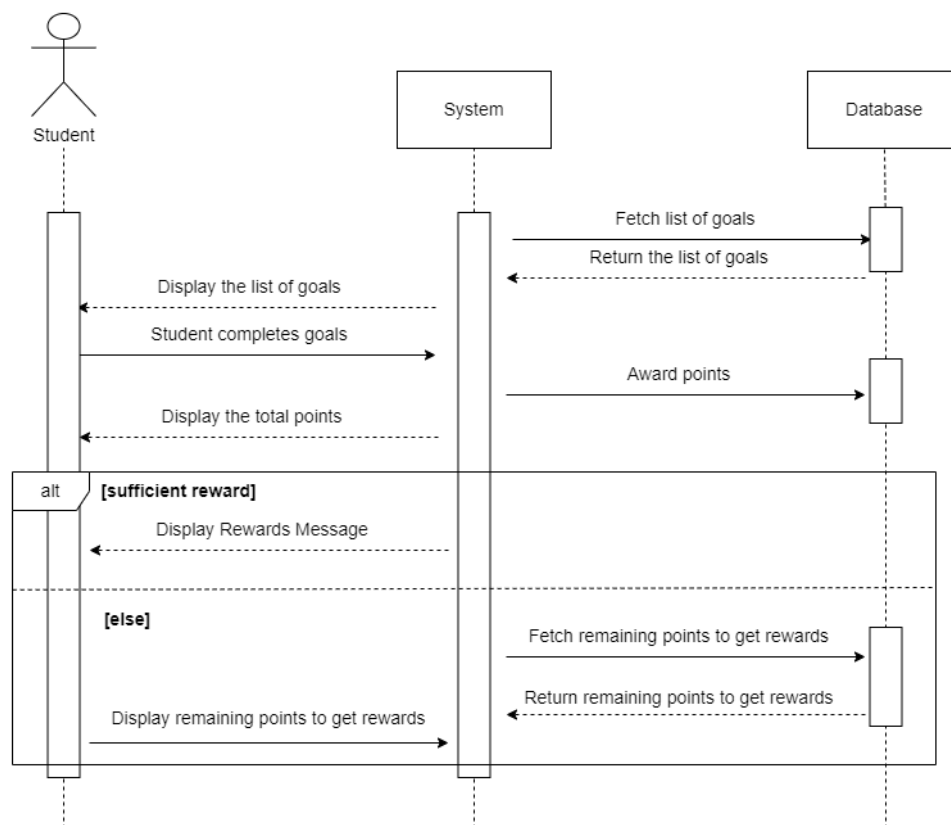 Student
System
Database
Fetch list of goals
Return the list of goals
Display the list of goals
Student completes goals
Award points
Display the total points
alt
[sufficient reward]
Display Rewards Message
[else]
Fetch remaining points to get rewards
Return remaining points to get rewards
Display remaining points to get rewards